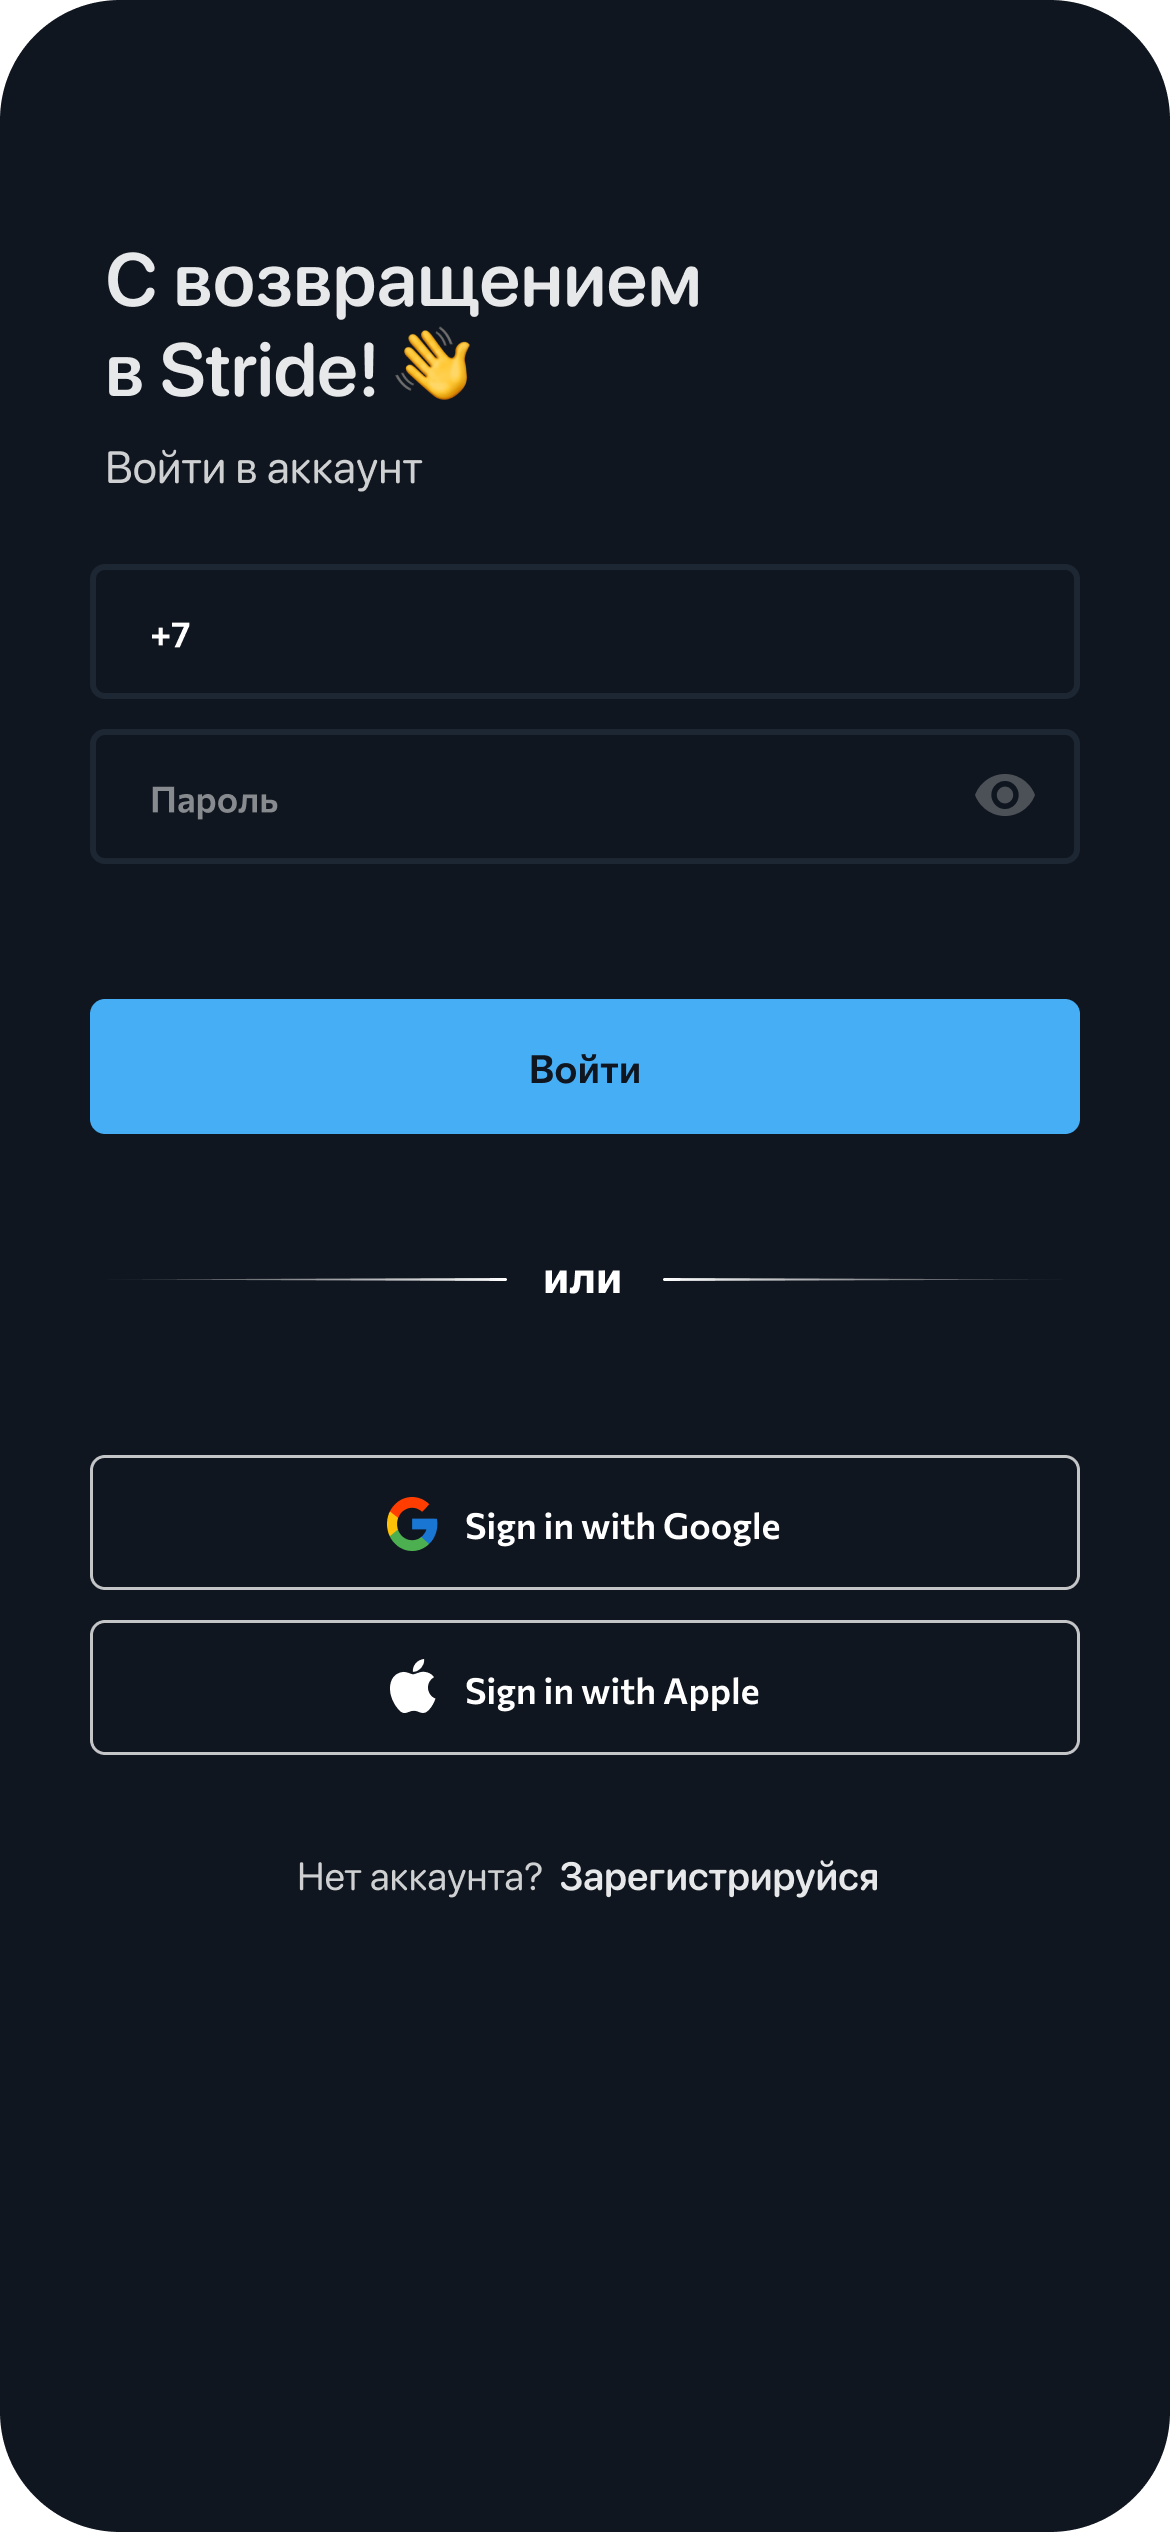 С возвращением
в Stride! 👋
Войти в аккаунт
+7
Пароль
Войти
или
Sign in with Google
Sign in with Apple
Нет аккаунта? Зарегистрируйся